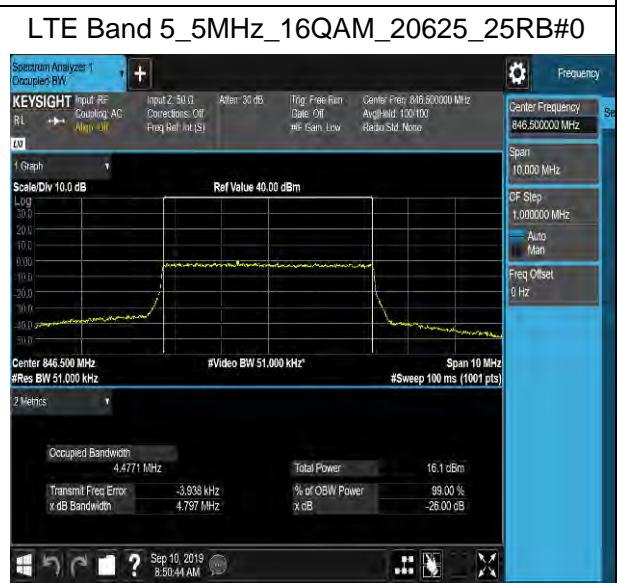 LTE Band 5_5MHz_16QAM_20625_25RB#0
Spectrum Analyzer 1
Occupied BW
+
Frequency
KEYSIGHT Input: RF
RL Coupling: AC
Align: Off
LXI
Input Z: 50 Ω
Corrections: Off
Freq Ref: Int (S)
Atten: 30 dB
Trig: Free Run
Gate: Off
#IF Gain: Low
Center Freq: 846.500000 MHz
Avg|Hold: 100/100
Radio Std: None
Center Frequency
846.500000 MHz
Span
10.000 MHz
CF Step
1.000000 MHz
Auto
Man
Freq Offset
0 Hz
1 Graph
Scale/Div 10.0 dB
Ref Value 40.00 dBm
Log
30.0
20.0
10.0
0.00
-10.0
-20.0
-30.0
-40.0
-50.0
Center 846.500 MHz
#Video BW 51.000 kHz*
Span 10 MHz
#Res BW 51.000 kHz
#Sweep 100 ms (1001 pts)
2 Metrics
Occupied Bandwidth
4.4771 MHz
Total Power 16.1 dBm
Transmit Freq Error -3.938 kHz
% of OBW Power 99.00 %
x dB Bandwidth 4.797 MHz
x dB -26.00 dB
?
Sep 10, 2019
8:50:44 AM